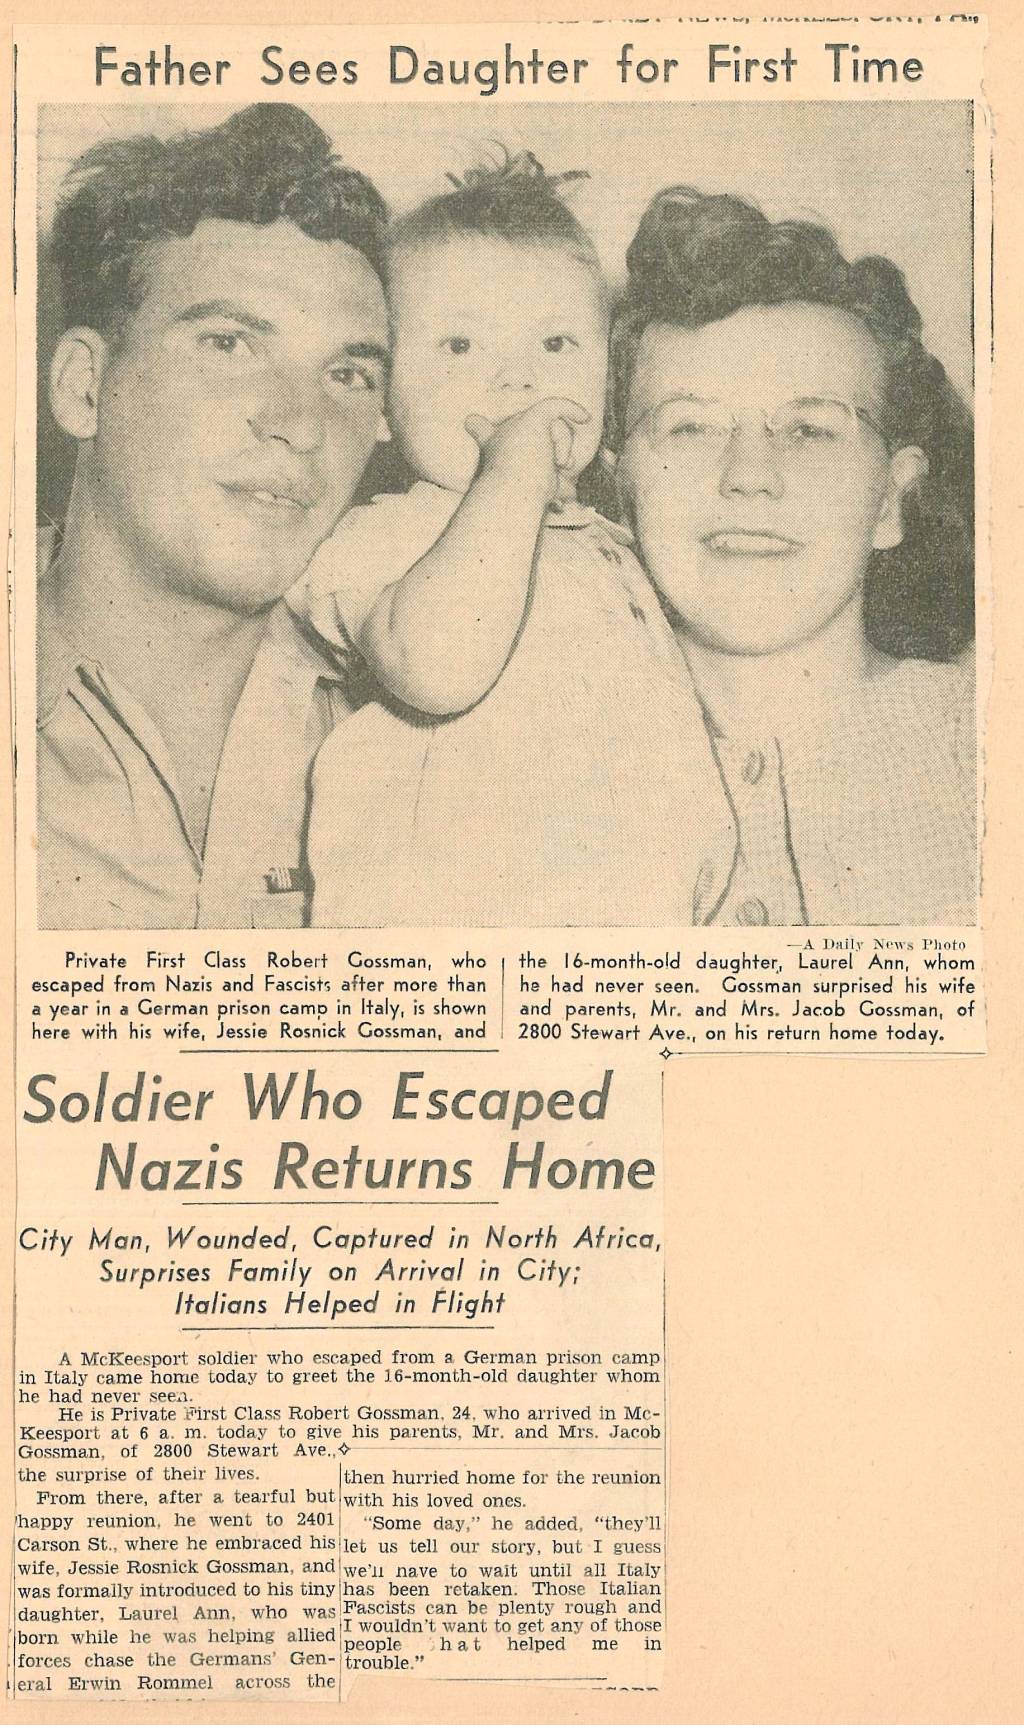 DAILY NEWS, McKEESPORT, PA.,
Father Sees Daughter for First Time
—A Daily News Photo
Private First Class Robert Gossman, who
escaped from Nazis and Fascists after more than
a year in a German prison camp in Italy, is shown
here with his wife, Jessie Rosnick Gossman, and
the 16-month-old daughter, Laurel Ann, whom
he had never seen. Gossman surprised his wife
and parents, Mr. and Mrs. Jacob Gossman, of
2800 Stewart Ave., on his return home today.
Soldier Who Escaped
Nazis Returns Home
City Man, Wounded, Captured in North Africa,
Surprises Family on Arrival in City;
Italians Helped in Flight
A McKeesport soldier who escaped from a German prison camp
in Italy came home today to greet the 16-month-old daughter whom
he had never seen.
He is Private First Class Robert Gossman, 24, who arrived in Mc-
Keesport at 6 a. m. today to give his parents, Mr. and Mrs. Jacob
Gossman, of 2800 Stewart Ave.,
the surprise of their lives.
From there, after a tearful but
happy reunion, he went to 2401
Carson St., where he embraced his
wife, Jessie Rosnick Gossman, and
was formally introduced to his tiny
daughter, Laurel Ann, who was
born while he was helping allied
forces chase the Germans' Gen-
eral Erwin Rommel across the
then hurried home for the reunion
with his loved ones.
"Some day," he added, "they'll
let us tell our story, but I guess
we'll nave to wait until all Italy
has been retaken. Those Italian
Fascists can be plenty rough and
I wouldn't want to get any of those
people hat helped me in
trouble."